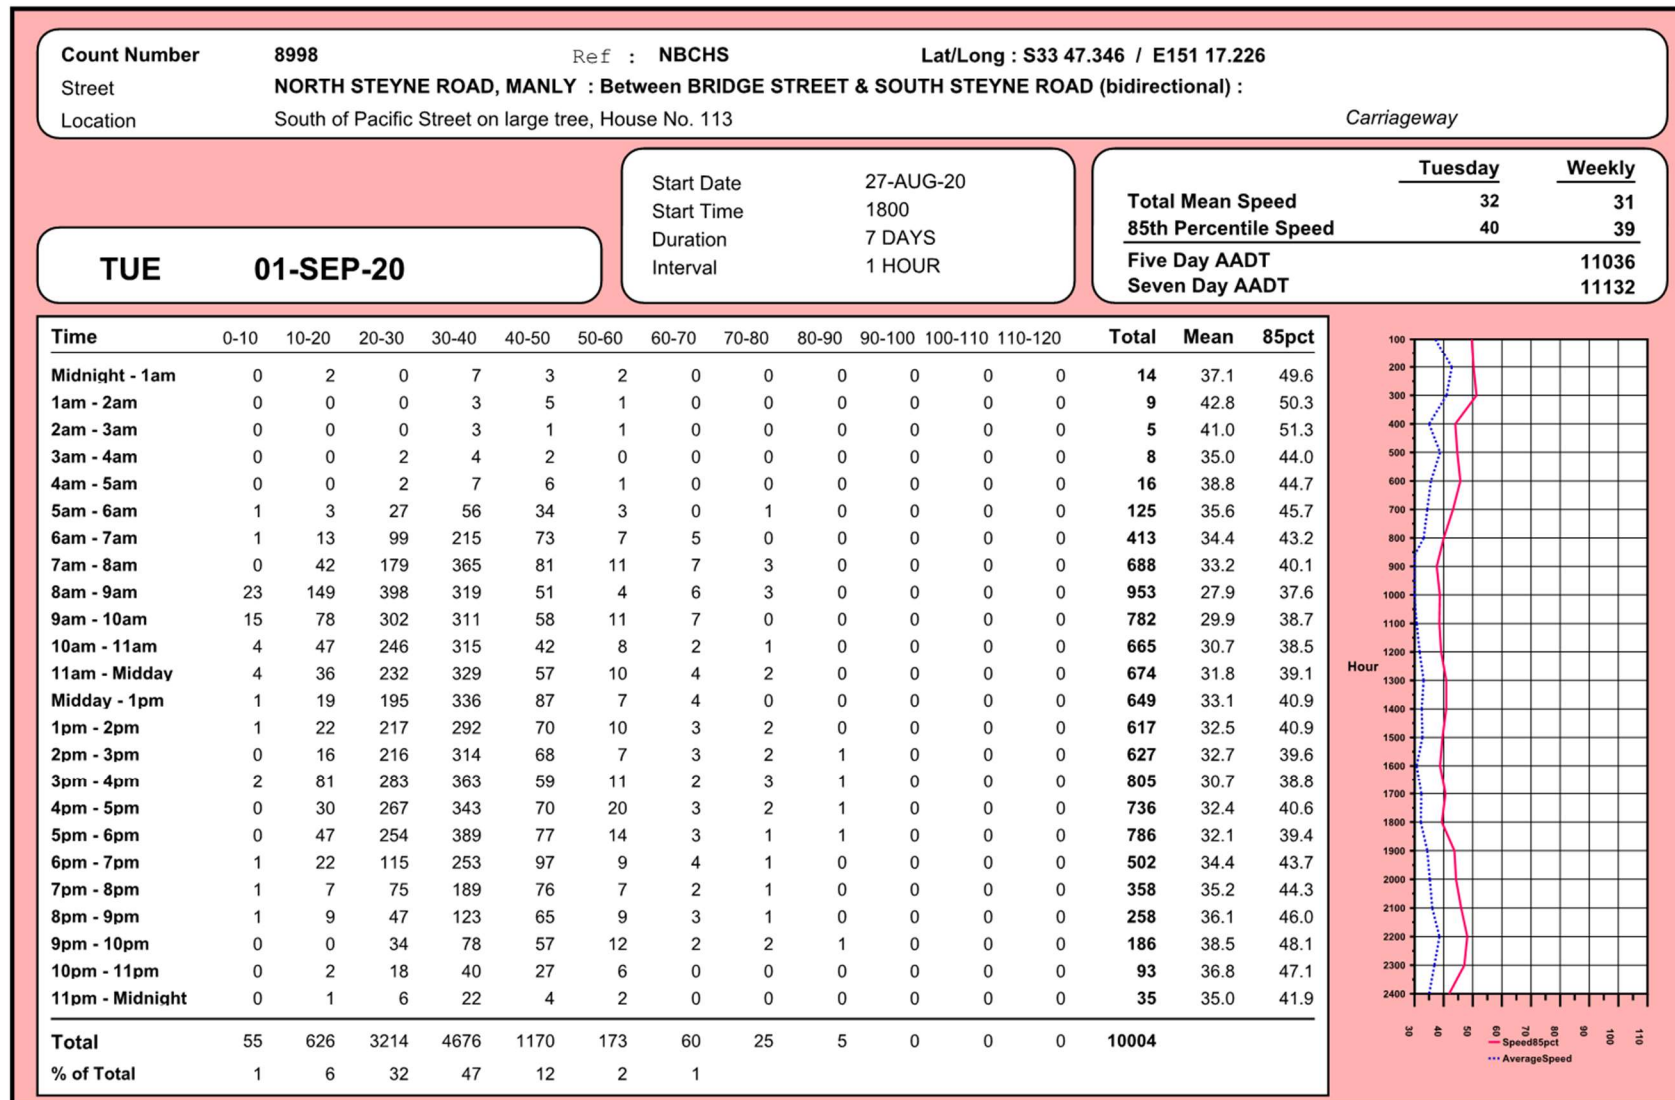 Count Number 8998 Ref : NBCHS Lat/Long : S33 47.346 / E151 17.226
Street NORTH STEYNE ROAD, MANLY : Between BRIDGE STREET & SOUTH STEYNE ROAD (bidirectional) :
Location South of Pacific Street on large tree, House No. 113 Carriageway
TUE 01-SEP-20
Start Date 27-AUG-20
Start Time 1800
Duration 7 DAYS
Interval 1 HOUR
Tuesday Weekly
Total Mean Speed 32 31
85th Percentile Speed 40 39
Five Day AADT 11036
Seven Day AADT 11132
Time 0-10 10-20 20-30 30-40 40-50 50-60 60-70 70-80 80-90 90-100 100-110 110-120 Total Mean 85pct
Midnight - 1am 0 2 0 7 3 2 0 0 0 0 0 0 14 37.1 49.6
1am - 2am 0 0 0 3 5 1 0 0 0 0 0 0 9 42.8 50.3
2am - 3am 0 0 0 3 1 1 0 0 0 0 0 0 5 41.0 51.3
3am - 4am 0 0 2 4 2 0 0 0 0 0 0 0 8 35.0 44.0
4am - 5am 0 0 2 7 6 1 0 0 0 0 0 0 16 38.8 44.7
5am - 6am 1 3 27 56 34 3 0 1 0 0 0 0 125 35.6 45.7
6am - 7am 1 13 99 215 73 7 5 0 0 0 0 0 413 34.4 43.2
7am - 8am 0 42 179 365 81 11 7 3 0 0 0 0 688 33.2 40.1
8am - 9am 23 149 398 319 51 4 6 3 0 0 0 0 953 27.9 37.6
9am - 10am 15 78 302 311 58 11 7 0 0 0 0 0 782 29.9 38.7
10am - 11am 4 47 246 315 42 8 2 1 0 0 0 0 665 30.7 38.5
11am - Midday 4 36 232 329 57 10 4 2 0 0 0 0 674 31.8 39.1
Midday - 1pm 1 19 195 336 87 7 4 0 0 0 0 0 649 33.1 40.9
1pm - 2pm 1 22 217 292 70 10 3 2 0 0 0 0 617 32.5 40.9
2pm - 3pm 0 16 216 314 68 7 3 2 1 0 0 0 627 32.7 39.6
3pm - 4pm 2 81 283 363 59 11 2 3 1 0 0 0 805 30.7 38.8
4pm - 5pm 0 30 267 343 70 20 3 2 1 0 0 0 736 32.4 40.6
5pm - 6pm 0 47 254 389 77 14 3 1 1 0 0 0 786 32.1 39.4
6pm - 7pm 1 22 115 253 97 9 4 1 0 0 0 0 502 34.4 43.7
7pm - 8pm 1 7 75 189 76 7 2 1 0 0 0 0 358 35.2 44.3
8pm - 9pm 1 9 47 123 65 9 3 1 0 0 0 0 258 36.1 46.0
9pm - 10pm 0 0 34 78 57 12 2 2 1 0 0 0 186 38.5 48.1
10pm - 11pm 0 2 18 40 27 6 0 0 0 0 0 0 93 36.8 47.1
11pm - Midnight 0 1 6 22 4 2 0 0 0 0 0 0 35 35.0 41.9
Total 55 626 3214 4676 1170 173 60 25 5 0 0 0 10004
% of Total 1 6 32 47 12 2 1
100
200
300
400
500
600
700
800
900
1000
1100
1200
Hour
1300
1400
1500
1600
1700
1800
1900
2000
2100
2200
2300
2400
30 40 50 60 70 80 90 100 110
Speed85pct
AverageSpeed